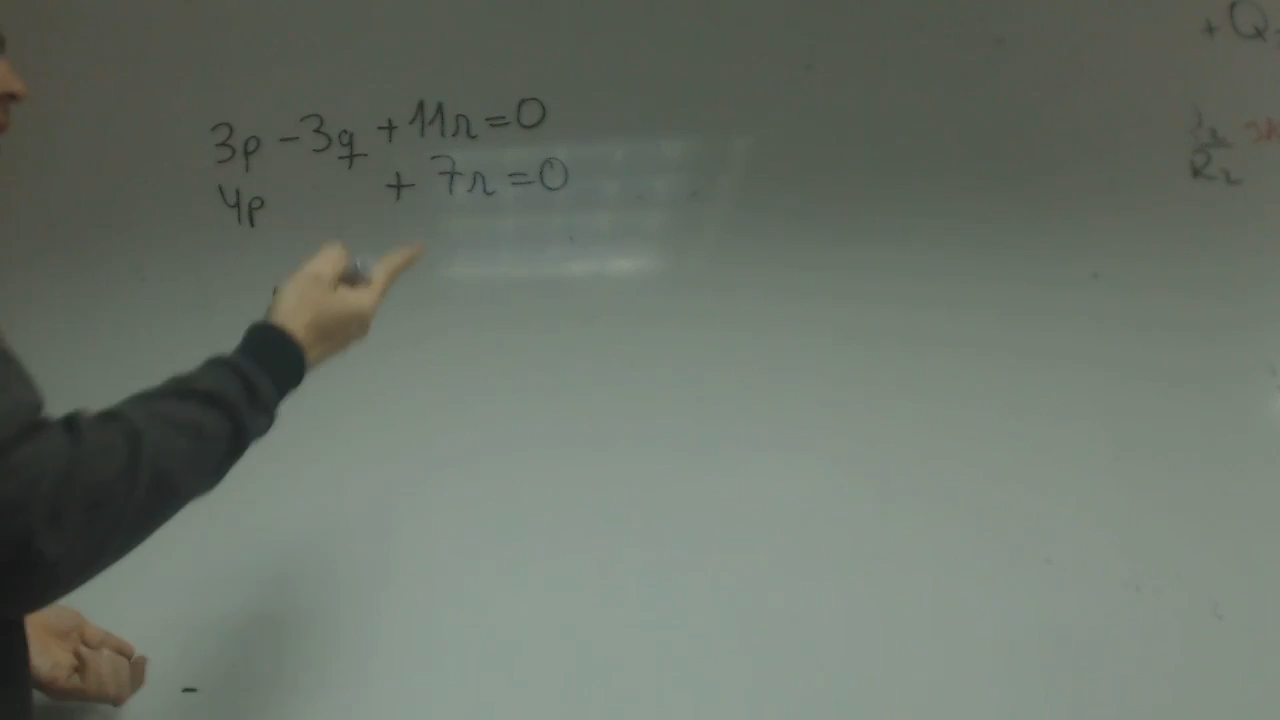 3p - 3q + 11r = 0
4p + 7r = 0
+ Q
R₂